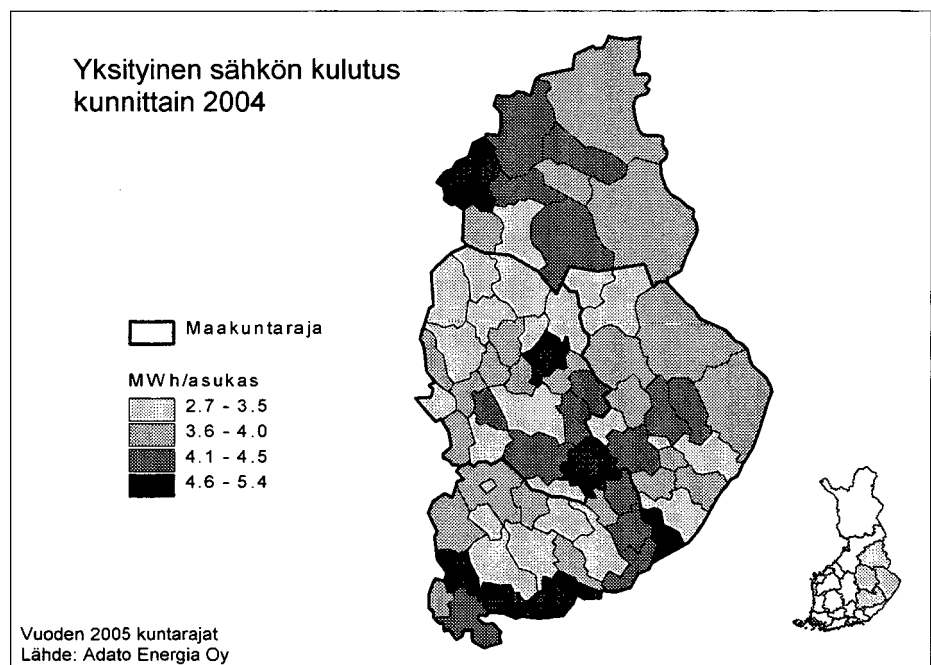 Yksityinen sähkön kulutus
kunnittain 2004
Maakuntaraja
MWh/asukas
2.7 - 3.5
3.6 - 4.0
4.1 - 4.5
4.6 - 5.4
Vuoden 2005 kuntarajat
Lähde: Adato Energia Oy